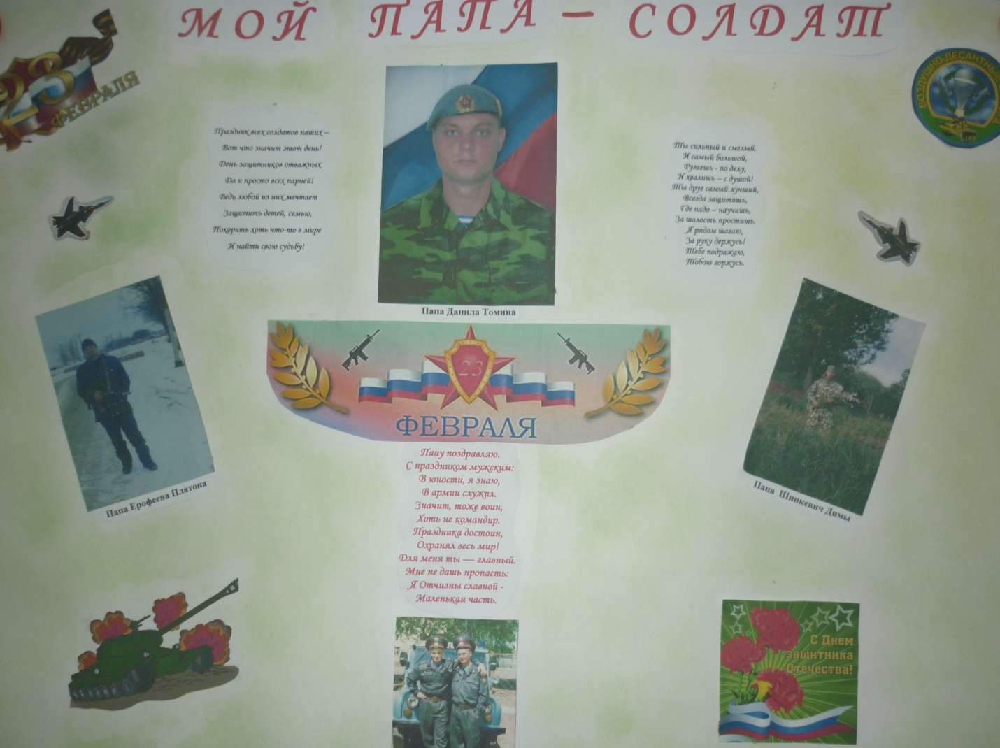 МОЙ ПАПА – СОЛДАТ
23
ФЕВРАЛЯ
ВОЗДУШНО-ДЕСАНТНЫЕ
Праздник всех солдатов наших –
Вот что значит этот день!
День защитников отважных
Да и просто всех парней!
Ведь любой из них мечтает
Защитить детей, семью,
Покорить хоть что-то в мире
И найти свою судьбу!
Ты сильный и смелый,
И самый большой,
Ругаешь - по делу,
И хвалишь – с душой!
Ты друг самый лучший,
Всегда защитишь,
Где надо – научишь,
За шалость простишь.
Я рядом шагаю,
За руку держусь!
Тебе подражаю,
Тобою горжусь.
Папа Данила Томина
23
ФЕВРАЛЯ
Папа Ерофеева Платона
Папа Шинкевич Димы
Папу поздравляю.
С праздником мужским:
В юности, я знаю,
В армии служил.
Значит, тоже воин,
Хоть не командир.
Праздника достоин,
Охранял весь мир!
Для меня ты — главный.
Мне не дашь пропасть:
Я Отчизны славной -
Маленькая часть.
С Днем
защитника
Отечества!